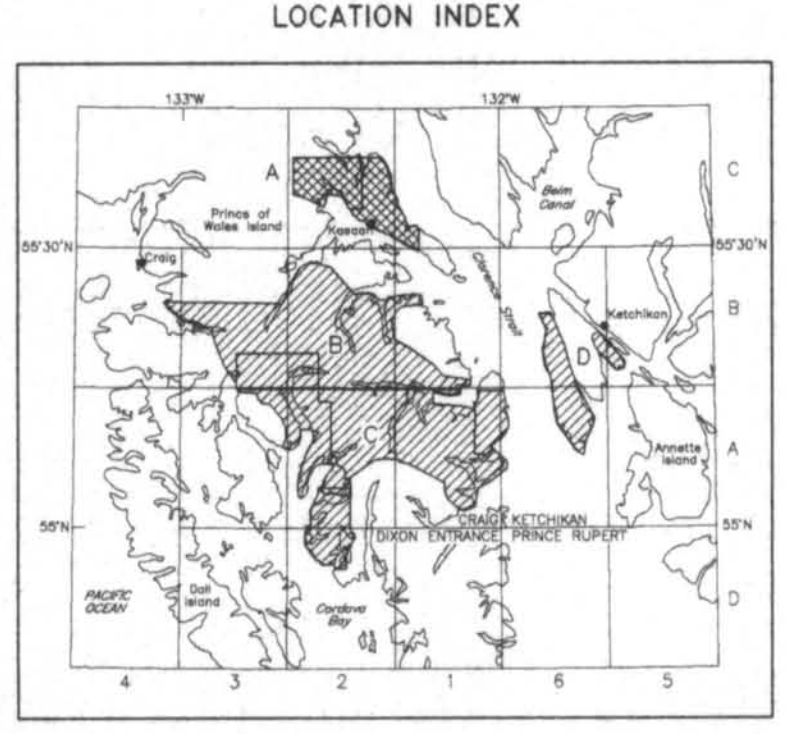 LOCATION INDEX
133°W
132°W
A
C
Behm
Canal
Prince of
Wales Island
Kasaan
55°30'N
55°30'N
Craig
Clarence Strait
B
Ketchikan
B
D
C
Annette
Island
A
55°N
CRAIG KETCHIKAN
55°N
DIXON ENTRANCE PRINCE RUPERT
PACIFIC
OCEAN
Dall
Island
Cordova
Bay
D
4 3 2 1 6 5